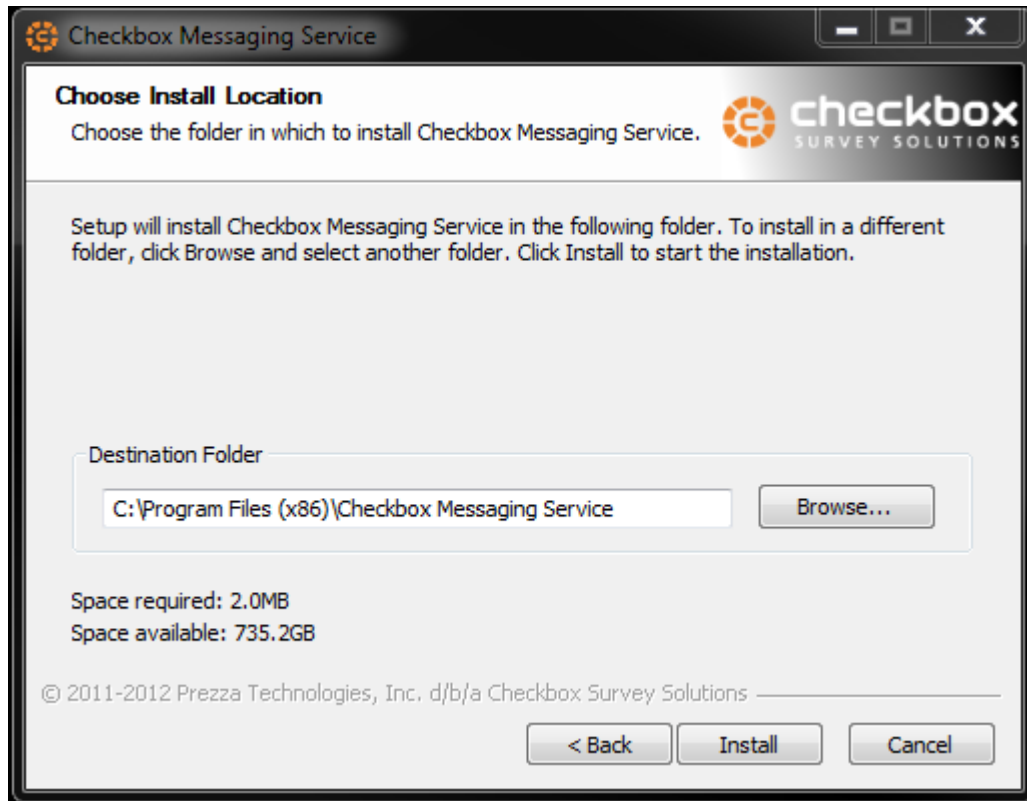 Checkbox Messaging Service
Choose Install Location
Choose the folder in which to install Checkbox Messaging Service.
checkbox
SURVEY SOLUTIONS
Setup will install Checkbox Messaging Service in the following folder. To install in a different
folder, click Browse and select another folder. Click Install to start the installation.
Destination Folder
C:\Program Files (x86)\Checkbox Messaging Service
Browse...
Space required: 2.0MB
Space available: 735.2GB
© 2011-2012 Prezza Technologies, Inc. d/b/a Checkbox Survey Solutions
< Back Install Cancel